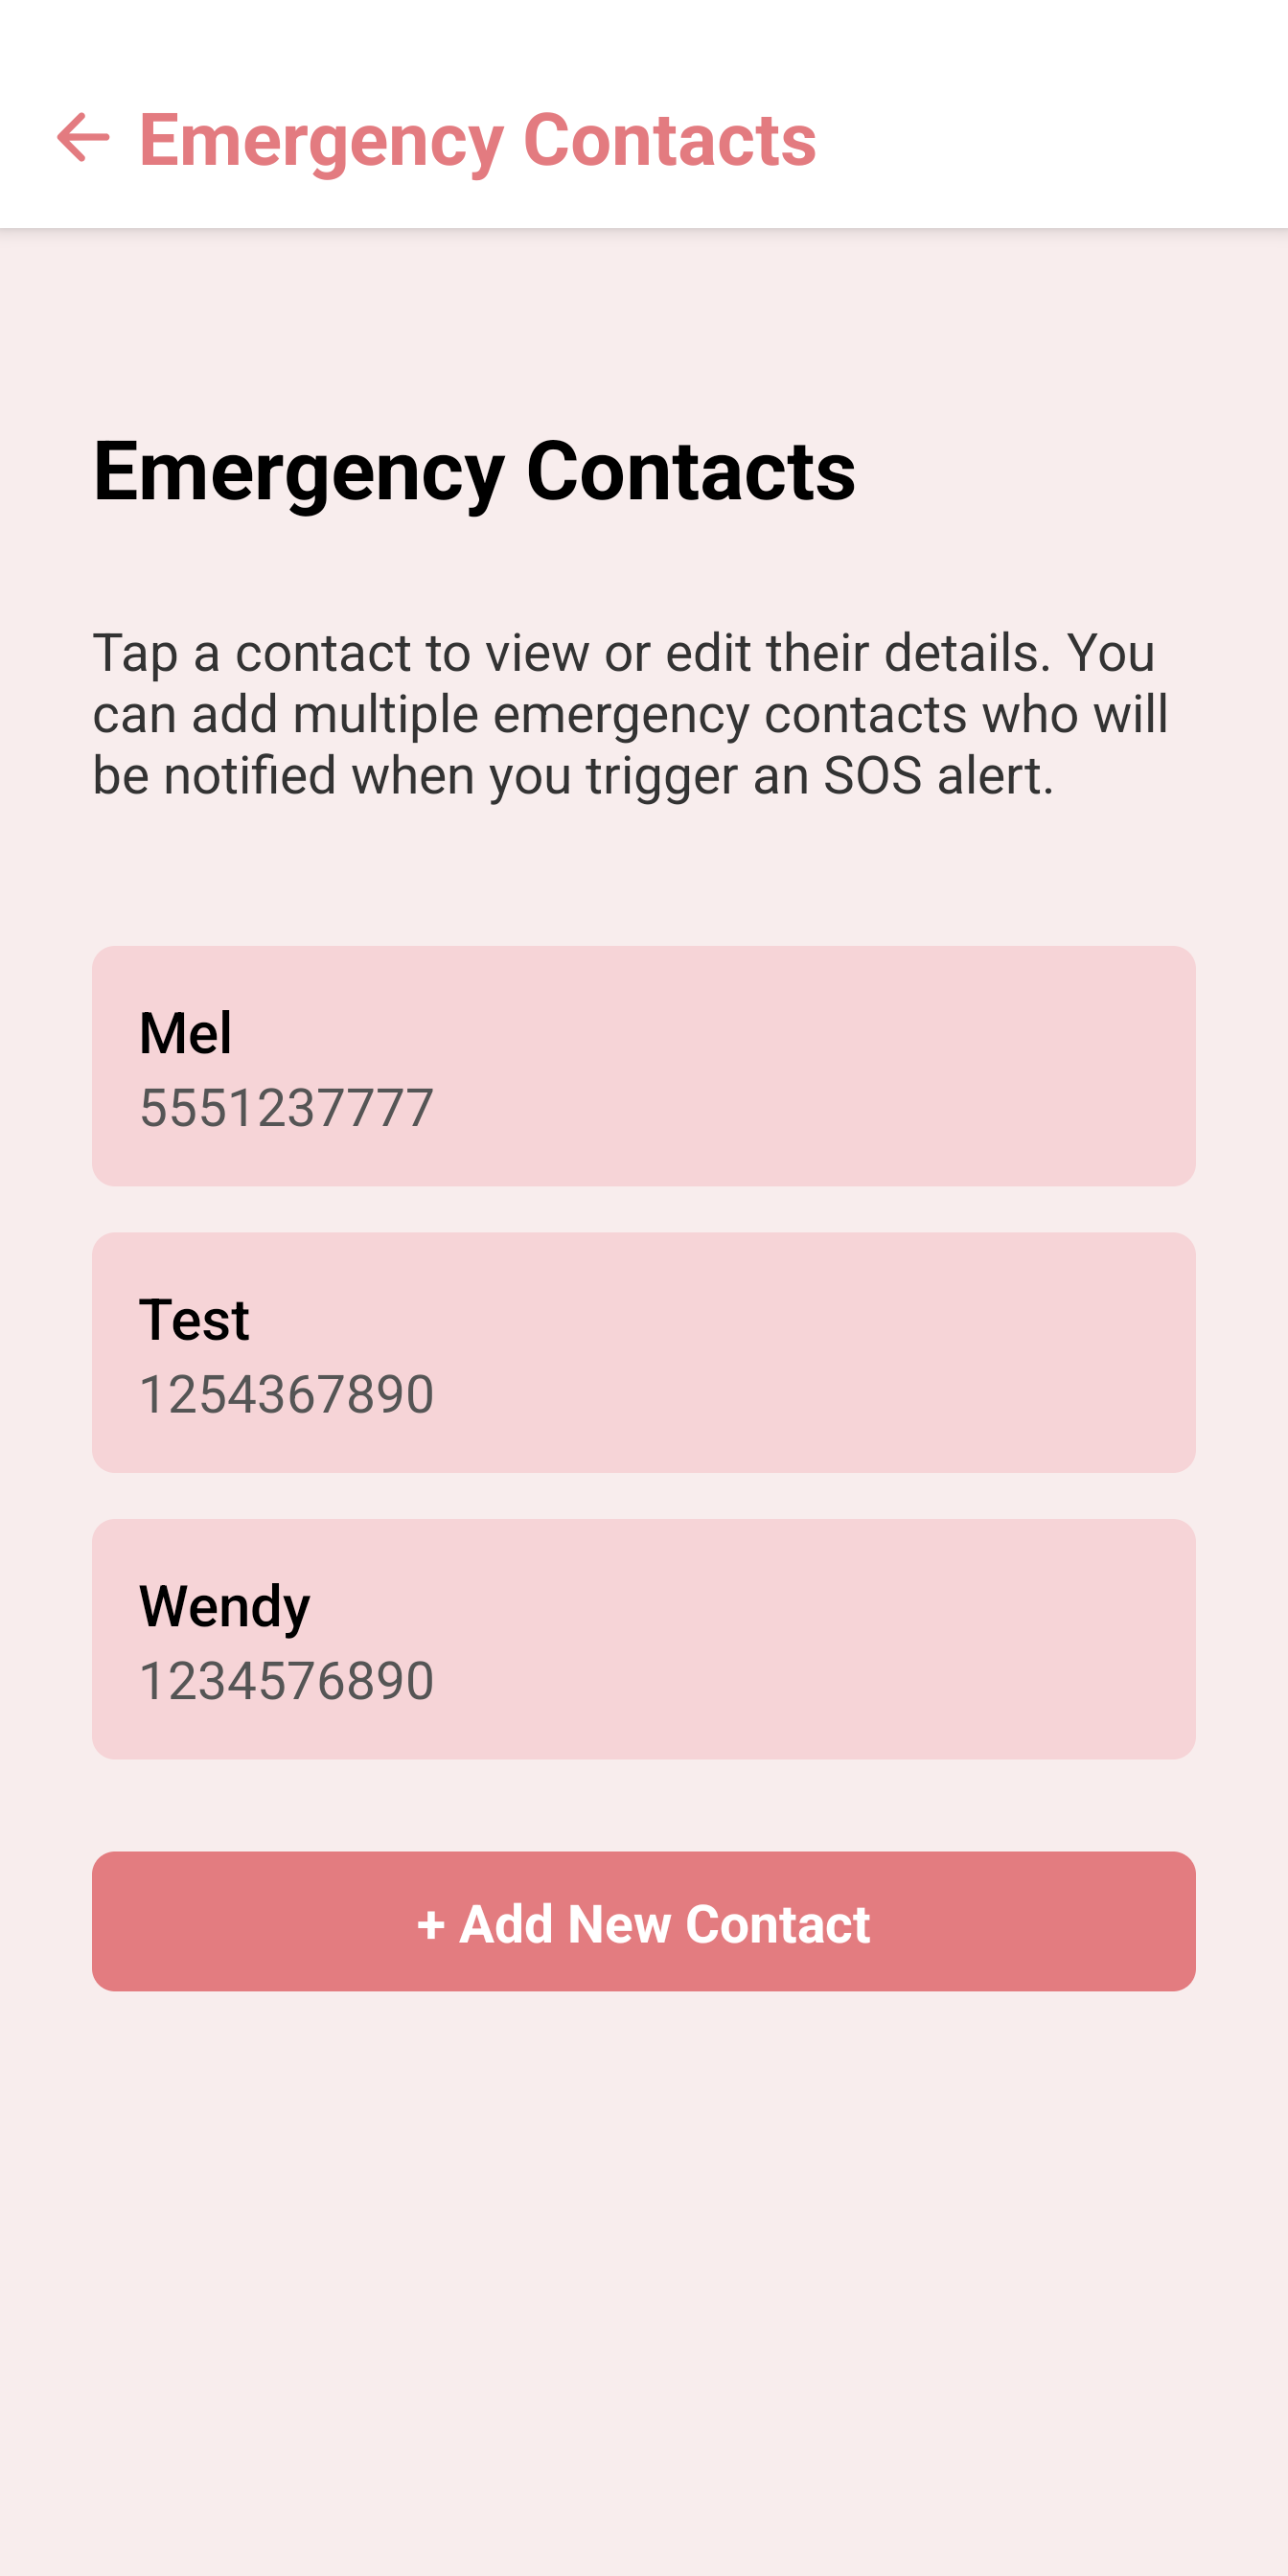 Emergency Contacts
Emergency Contacts
Tap a contact to view or edit their details. You
can add multiple emergency contacts who will
be notified when you trigger an SOS alert.
Mel
5551237777
Test
1254367890
Wendy
1234576890
+ Add New Contact